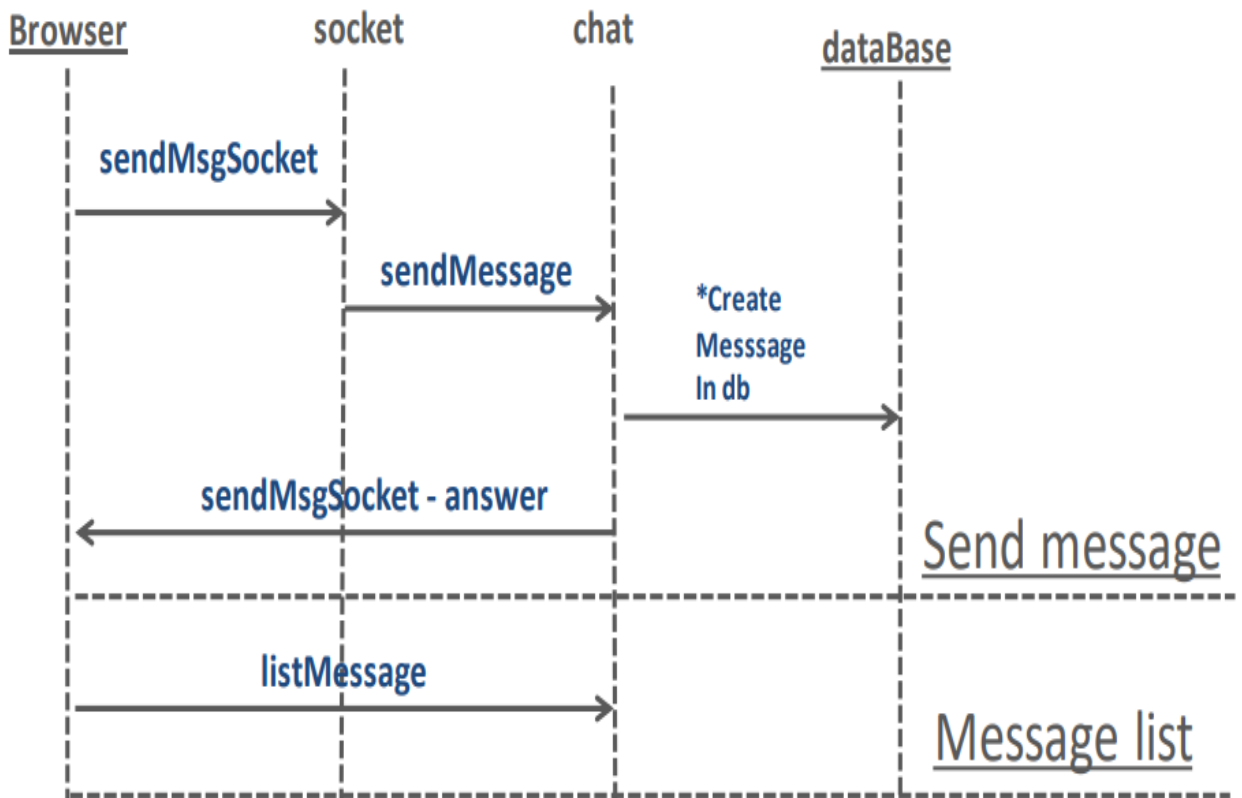 Browser
socket
chat
dataBase
sendMsgSocket
sendMessage
*Create
Messsage
In db
sendMsgSocket - answer
Send message
listMessage
Message list